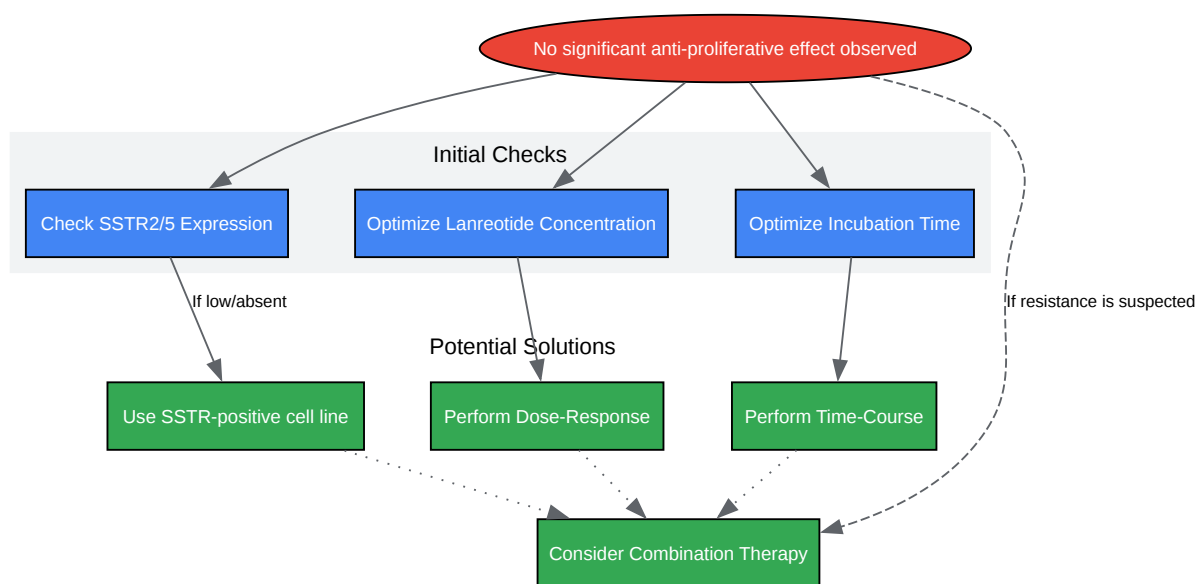 No significant anti-proliferative effect observed
Initial Checks
Check SSTR2/5 Expression
Optimize Lanreotide Concentration
Optimize Incubation Time
If low/absent
If resistance is suspected
Potential Solutions
Use SSTR-positive cell line
Perform Dose-Response
Perform Time-Course
Consider Combination Therapy